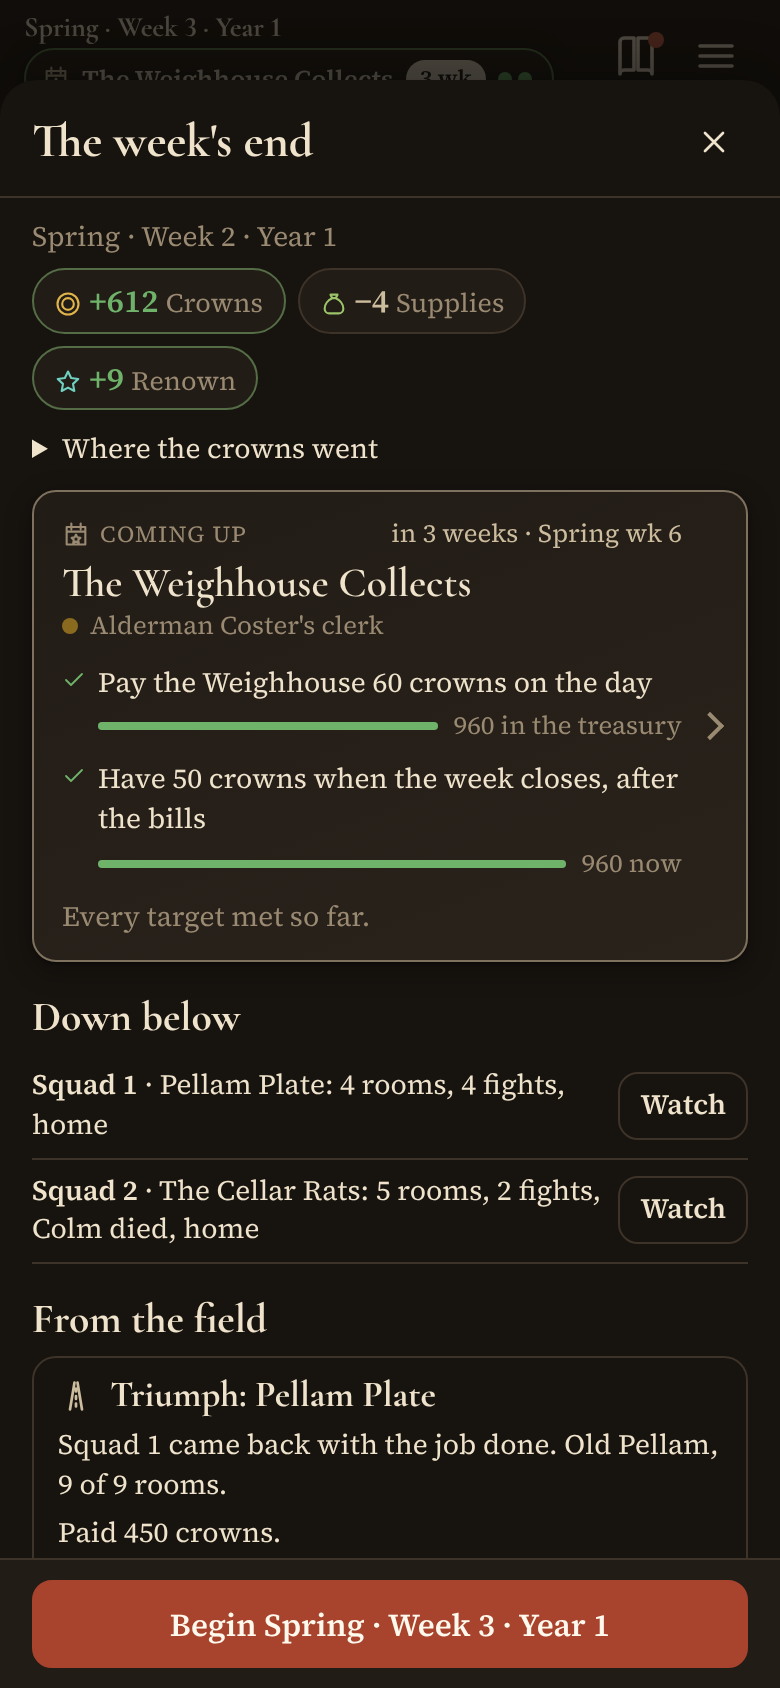 Spring · Week 3 · Year 1
The Weighhouse Collects 3 wk
The week's end
Spring · Week 2 · Year 1
+612 Crowns
−4 Supplies
+9 Renown
Where the crowns went
COMING UP
in 3 weeks · Spring wk 6
The Weighhouse Collects
Alderman Coster's clerk
Pay the Weighhouse 60 crowns on the day
960 in the treasury
Have 50 crowns when the week closes, after
the bills
960 now
Every target met so far.
Down below
Squad 1 · Pellam Plate: 4 rooms, 4 fights,
home
Watch
Squad 2 · The Cellar Rats: 5 rooms, 2 fights,
Colm died, home
Watch
From the field
Triumph: Pellam Plate
Squad 1 came back with the job done. Old Pellam,
9 of 9 rooms.
Paid 450 crowns.
Begin Spring · Week 3 · Year 1